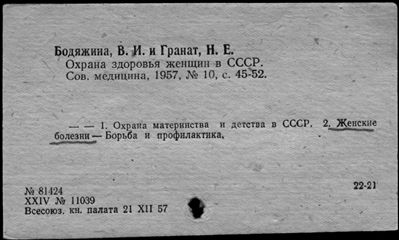 Бодяжина, В. И. и Гранат, Н. Е.
Охрана здоровья женщин в СССР.
Сов. медицина, 1957, № 10, с. 45-52.
— — 1. Охрана материнства и детства в СССР. 2. Женские
болезни — Борьба и профилактика.
22-21
№ 81424
XXIV № 11039
Всесоюз. кн. палата 21 XII 57